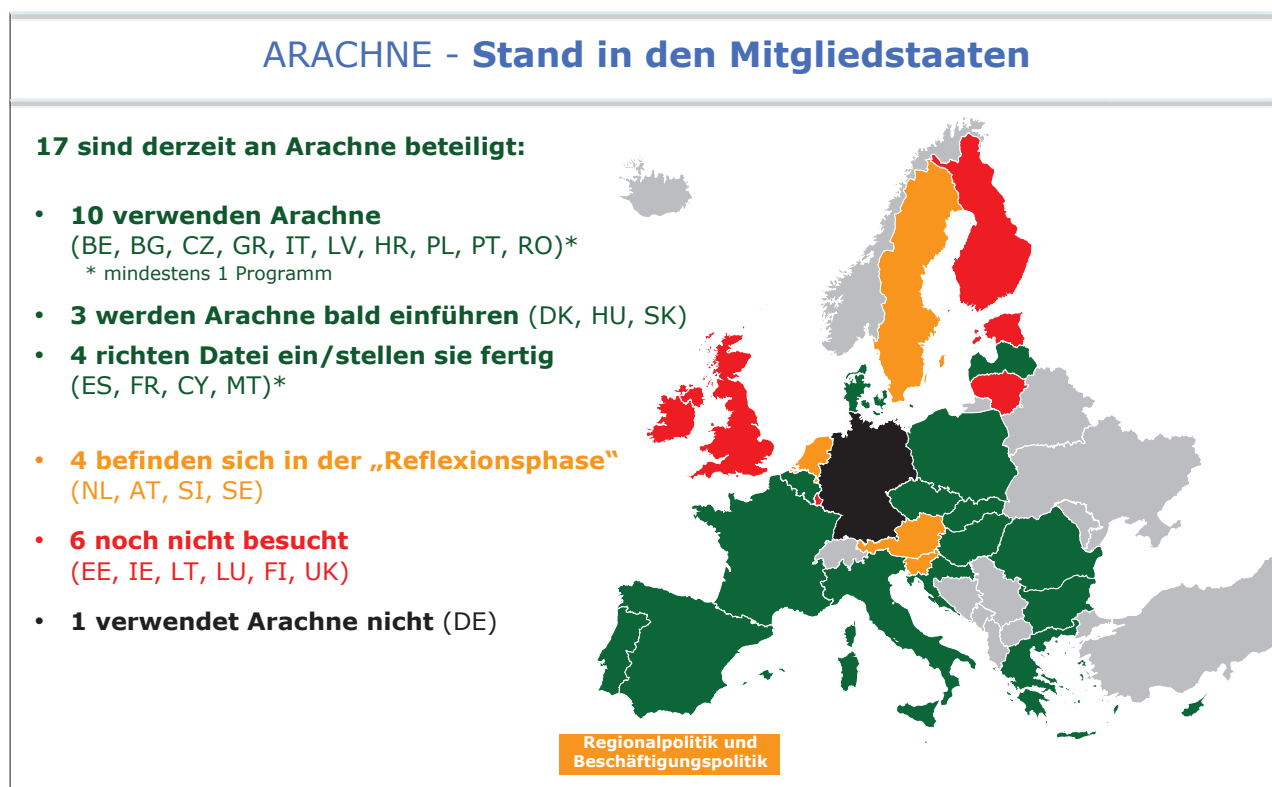 ARACHNE - Stand in den Mitgliedstaaten
17 sind derzeit an Arachne beteiligt:
• 10 verwenden Arachne
(BE, BG, CZ, GR, IT, LV, HR, PL, PT, RO)*
* mindestens 1 Programm
• 3 werden Arachne bald einführen (DK, HU, SK)
• 4 richten Datei ein/stellen sie fertig
(ES, FR, CY, MT)*
• 4 befinden sich in der „Reflexionsphase“
(NL, AT, SI, SE)
• 6 noch nicht besucht
(EE, IE, LT, LU, FI, UK)
• 1 verwendet Arachne nicht (DE)
Regionalpolitik und
Beschäftigungspolitik